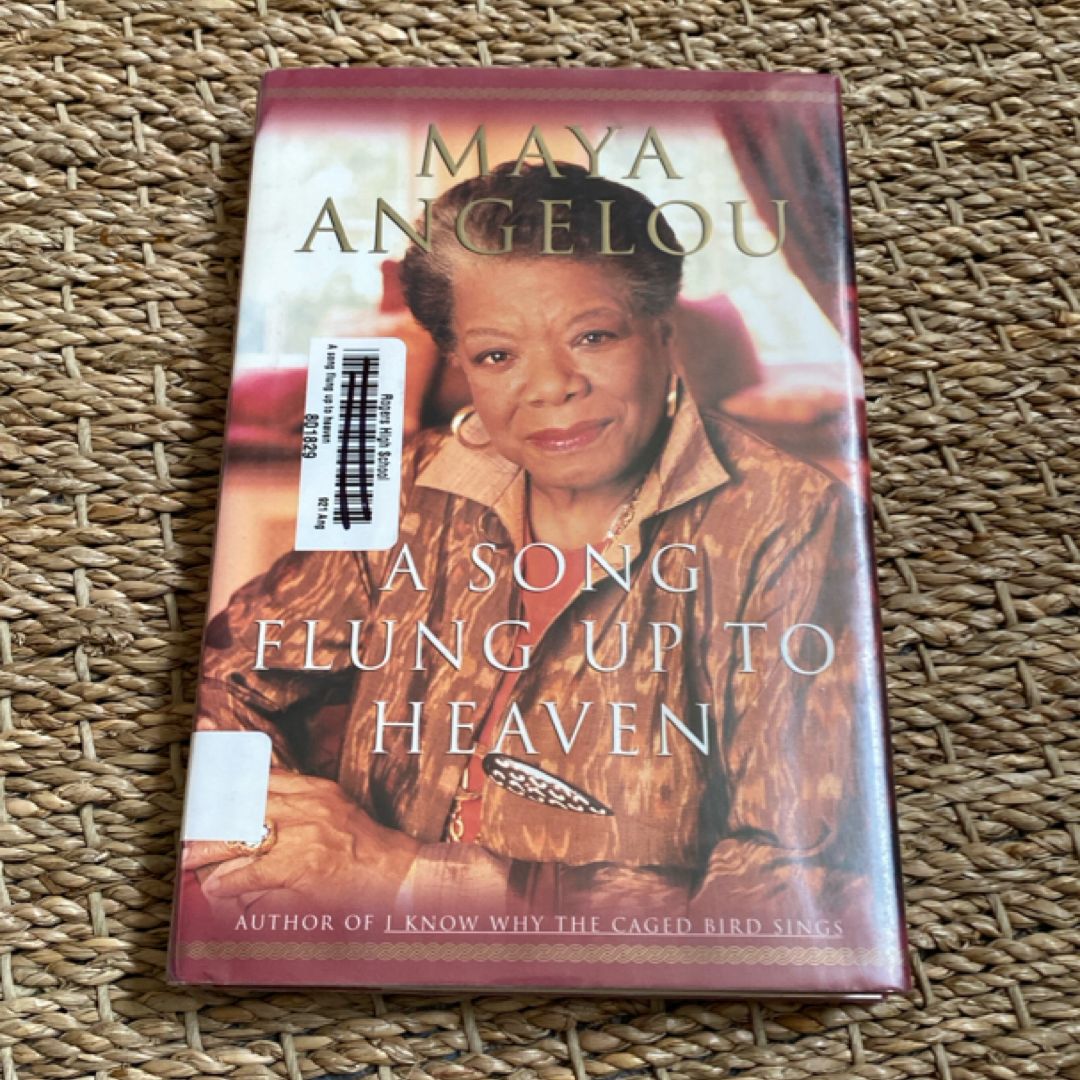 MAYA
ANGELOU
Rogers High School
921 Ang
A song flung up to heaven
801829
A SONG
FLUNG UP TO
HEAVEN
AUTHOR OF I KNOW WHY THE CAGED BIRD SINGS